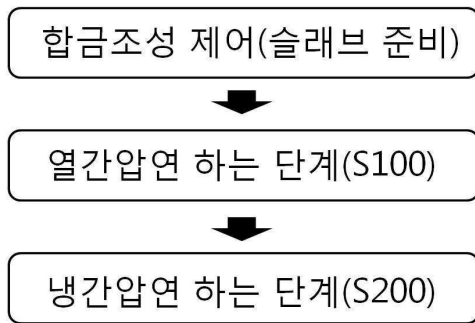 합금조성 제어(슬래브 준비)
열간압연 하는 단계(S100)
냉간압연 하는 단계(S200)